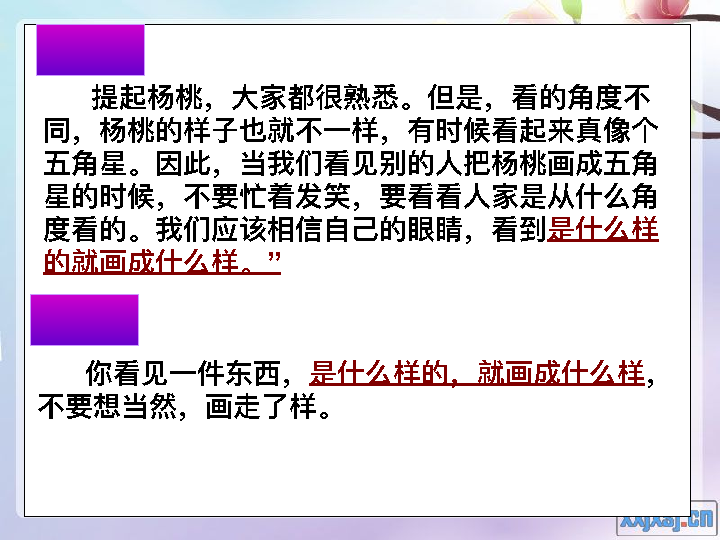 提起杨桃，大家都很熟悉。但是，看的角度不
同，杨桃的样子也就不一样，有时候看起来真像个
五角星。因此，当我们看见别的人把杨桃画成五角
星的时候，不要忙着发笑，要看看人家是从什么角
度看的。我们应该相信自己的眼睛，看到是什么样
的就画成什么样。”
你看见一件东西，是什么样的，就画成什么样，
不要想当然，画走了样。
xxjxsj.cn